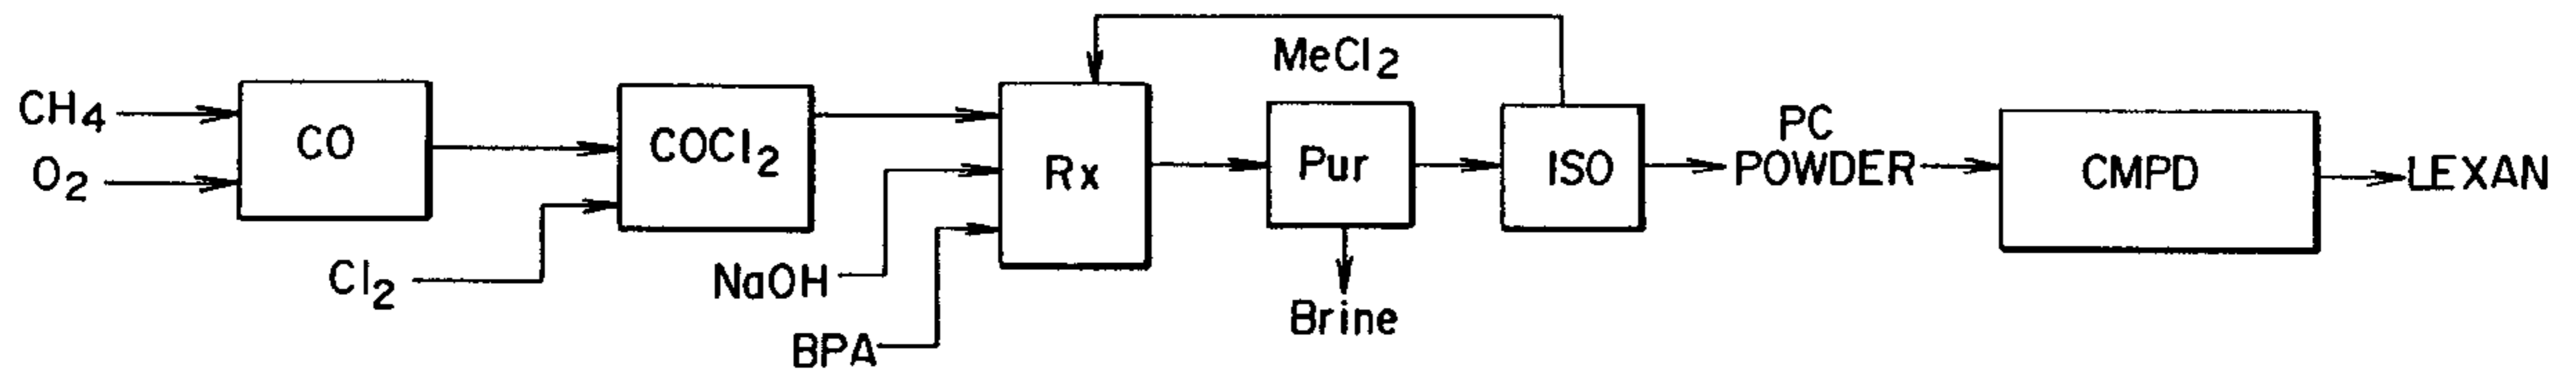 CH4
O2
CO
Cl2
COCl2
NaOH
BPA
Rx
MeCl2
Pur
Brine
ISO
PC
POWDER
CMPD
LEXAN